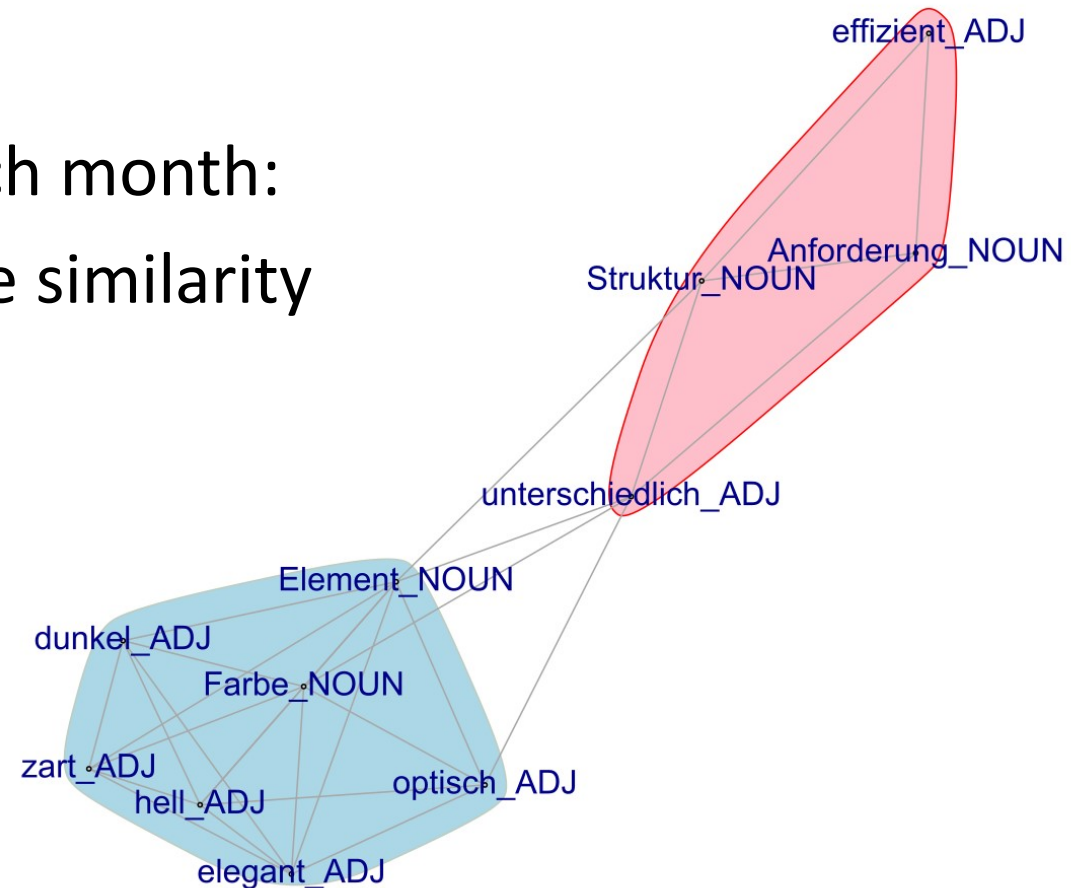 effizient_ADJ
ch month:
Anforderung_NOUN
e similarity
Struktur_NOUN
unterschiedlich_ADJ
Element_NOUN
dunkel_ADJ
Farbe_NOUN
zart_ADJ
optisch_ADJ
hell_ADJ
elegant_ADJ